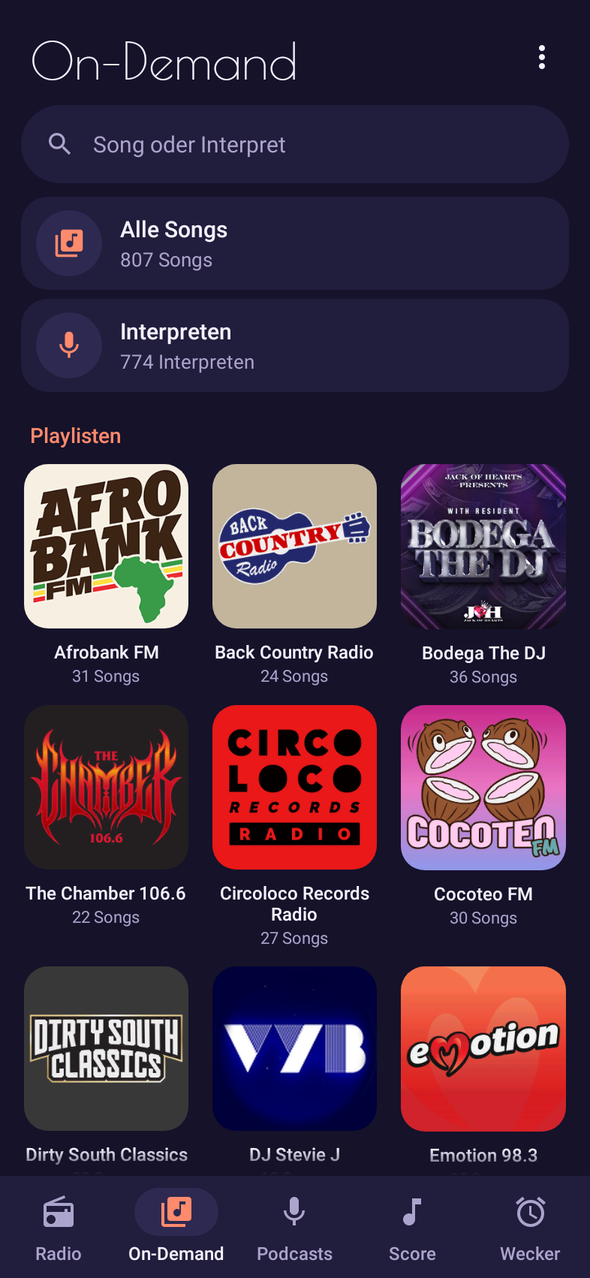 On-Demand
Song oder Interpret
Alle Songs
807 Songs
Interpreten
774 Interpreten
Playlisten
AFRO
BANK
FM
BACK
COUNTRY
Radio
JACK OF HEARTS
PRESENTS
WITH RESIDENT
BODEGA
THE DJ
JH
JACK OF HEARTS
Afrobank FM
31 Songs
Back Country Radio
24 Songs
Bodega The DJ
36 Songs
THE
CHAMBER
106.6
CIRCO
LOCO
RECORDS
RADIO
COCOTEO
FM
The Chamber 106.6
22 Songs
Circoloco Records
Radio
27 Songs
Cocoteo FM
30 Songs
DIRTY SOUTH
CLASSICS
VYB
emotion
Dirty South Classics
DJ Stevie J
Emotion 98.3
Radio
On-Demand
Podcasts
Score
Wecker